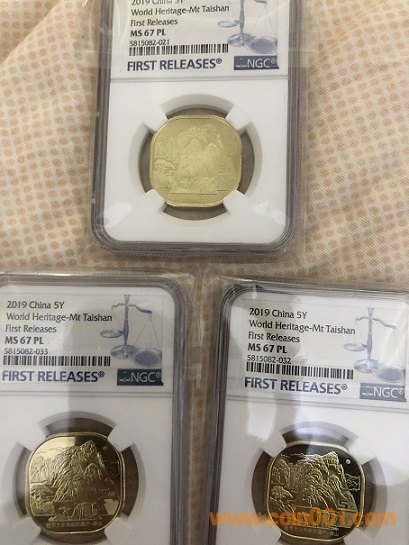 2019 China 5Y
World Heritage-Mt Taishan
First Releases
MS 67 PL
5815082-021
FIRST RELEASES®
NGC
2019 China 5Y
World Heritage-Mt Taishan
First Releases
MS 67 PL
5815082-033
FIRST RELEASES®
NGC
2019 China 5Y
World Heritage-Mt Taishan
First Releases
MS 67 PL
5815082-032
FIRST RELEASES®
NGC
www.coin001.com